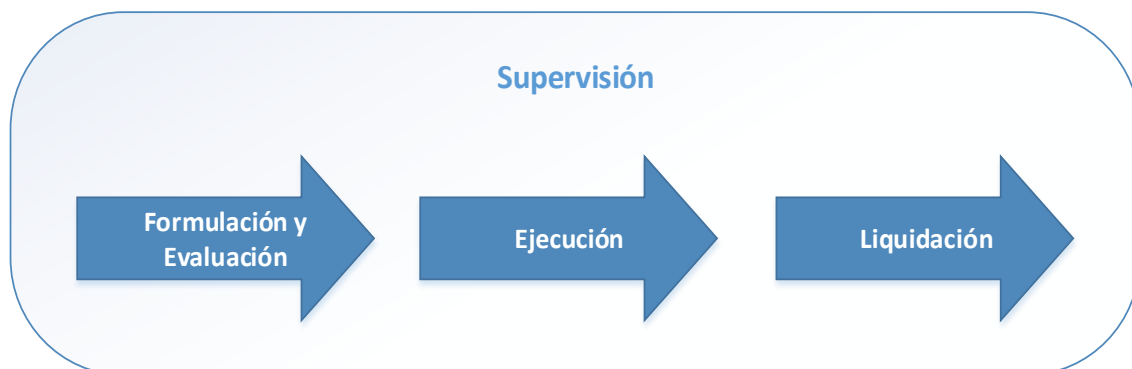 Supervisión
Formulación y
Evaluación
Ejecución
Liquidación